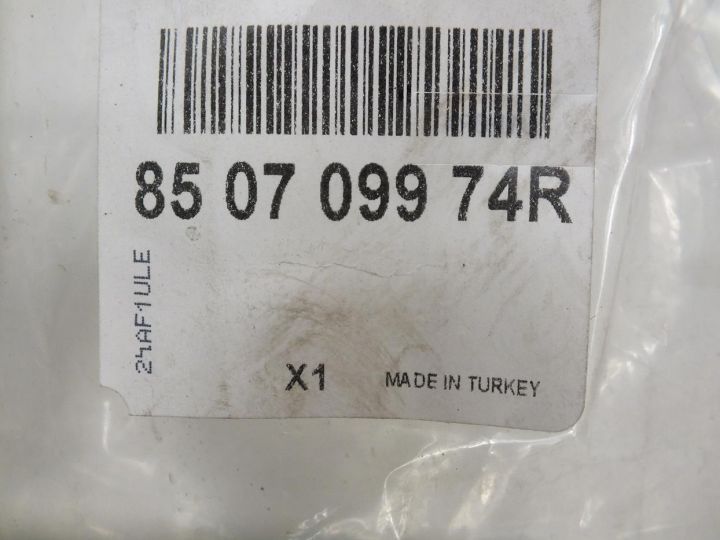 85 07 099 74R
24AF1ULE
X1
MADE IN TURKEY